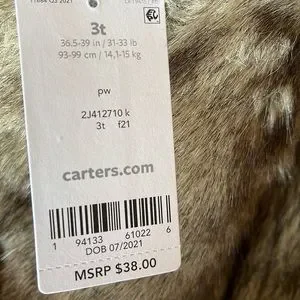 3t
36.5-39 in / 31-33 lb
93-99 cm / 14,1-15 kg
pw
2J412710 k
3t f21
carters.com
1 94133 61022 6
DOB 07/2021
MSRP $38.00